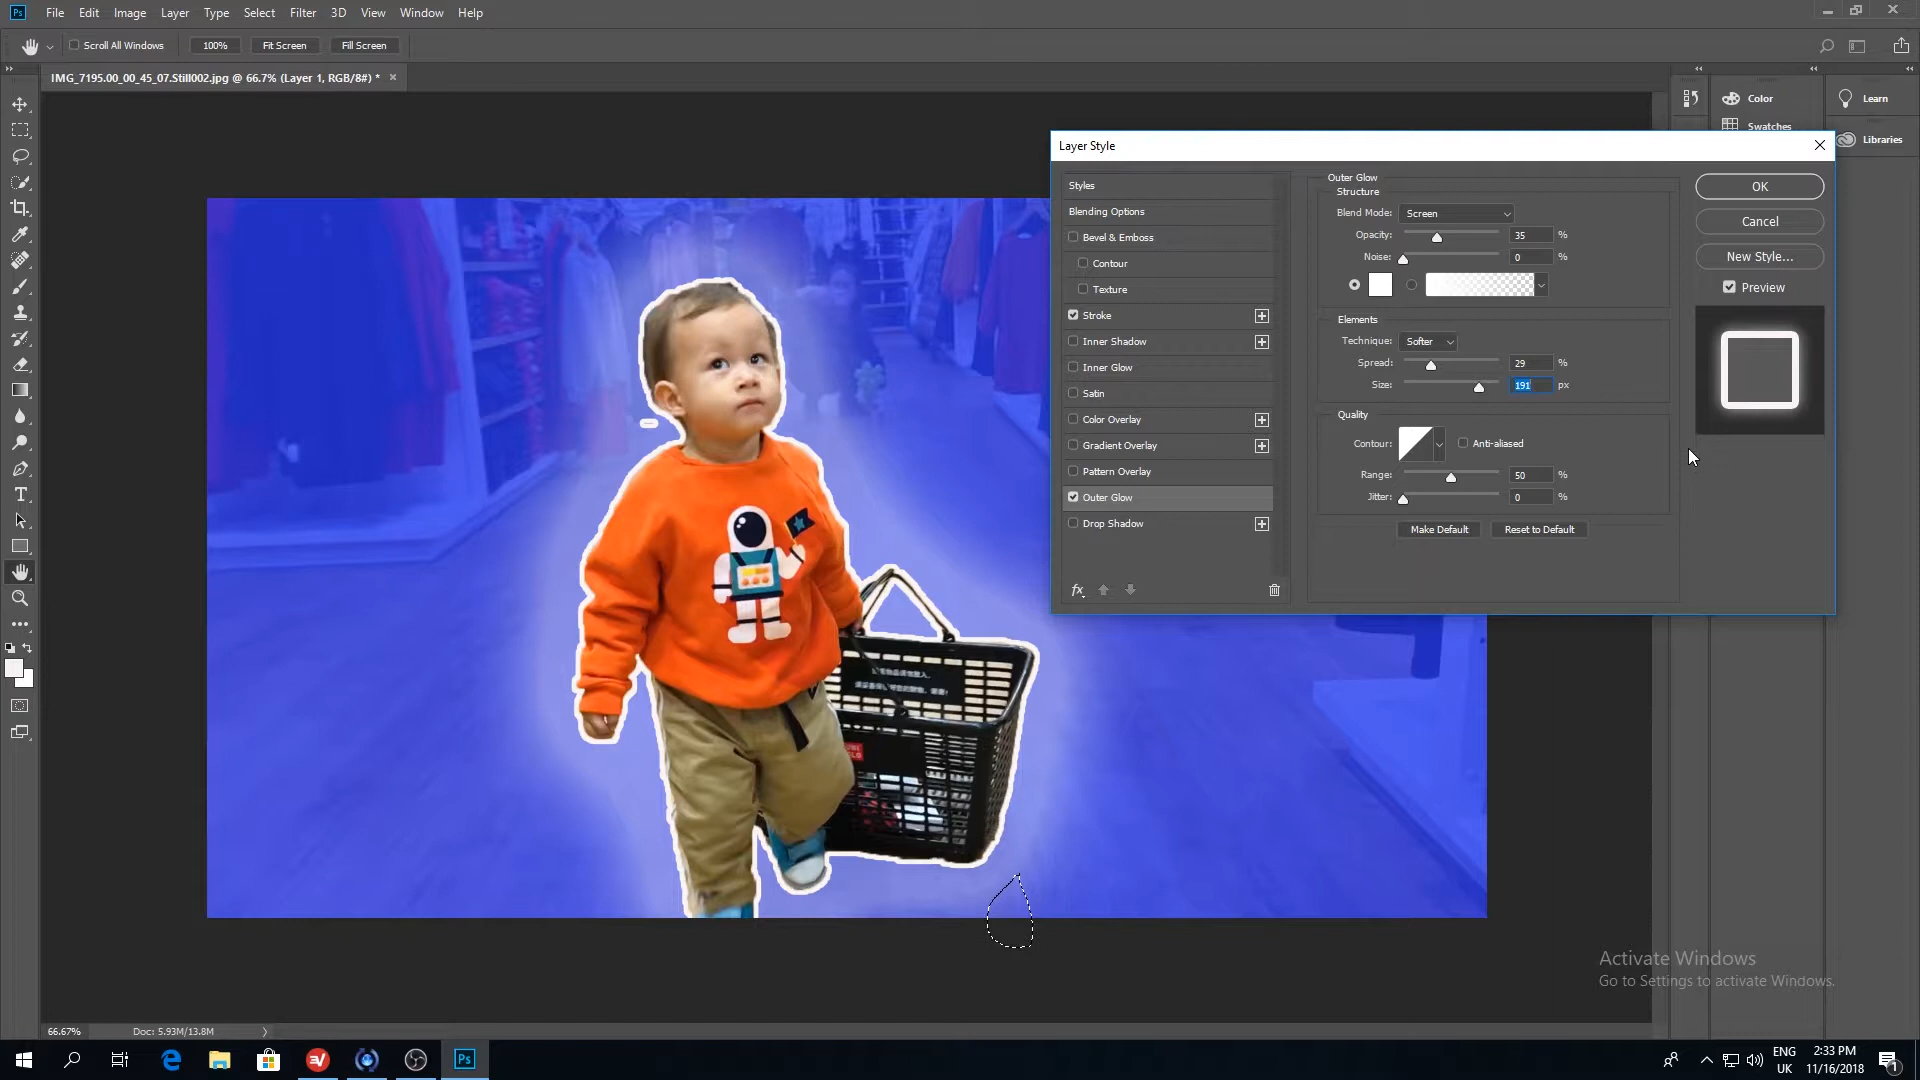 Ps File Edit Image Layer Type Select Filter 3D View Window Help
Scroll All Windows 100% Fit Screen Fill Screen
IMG_7195.00_00_45_07.Still002.jpg @ 66.7% (Layer 1, RGB/8#) *
Color
Swatches
Learn
Libraries
Layer Style
Styles
Blending Options
Bevel & Emboss
Contour
Texture
Stroke
Inner Shadow
Inner Glow
Satin
Color Overlay
Gradient Overlay
Pattern Overlay
Outer Glow
Drop Shadow
fx
Outer Glow
Structure
Blend Mode: Screen
Opacity: 35 %
Noise: 0 %
Elements
Technique: Softer
Spread: 29 %
Size: 191 px
Quality
Contour: Anti-aliased
Range: 50 %
Jitter: 0 %
Make Default Reset to Default
OK
Cancel
New Style...
Preview
Activate Windows
Go to Settings to activate Windows.
66.67% Doc: 5.93M/13.8M
Ps
ENG
UK
2:33 PM
11/16/2018
1